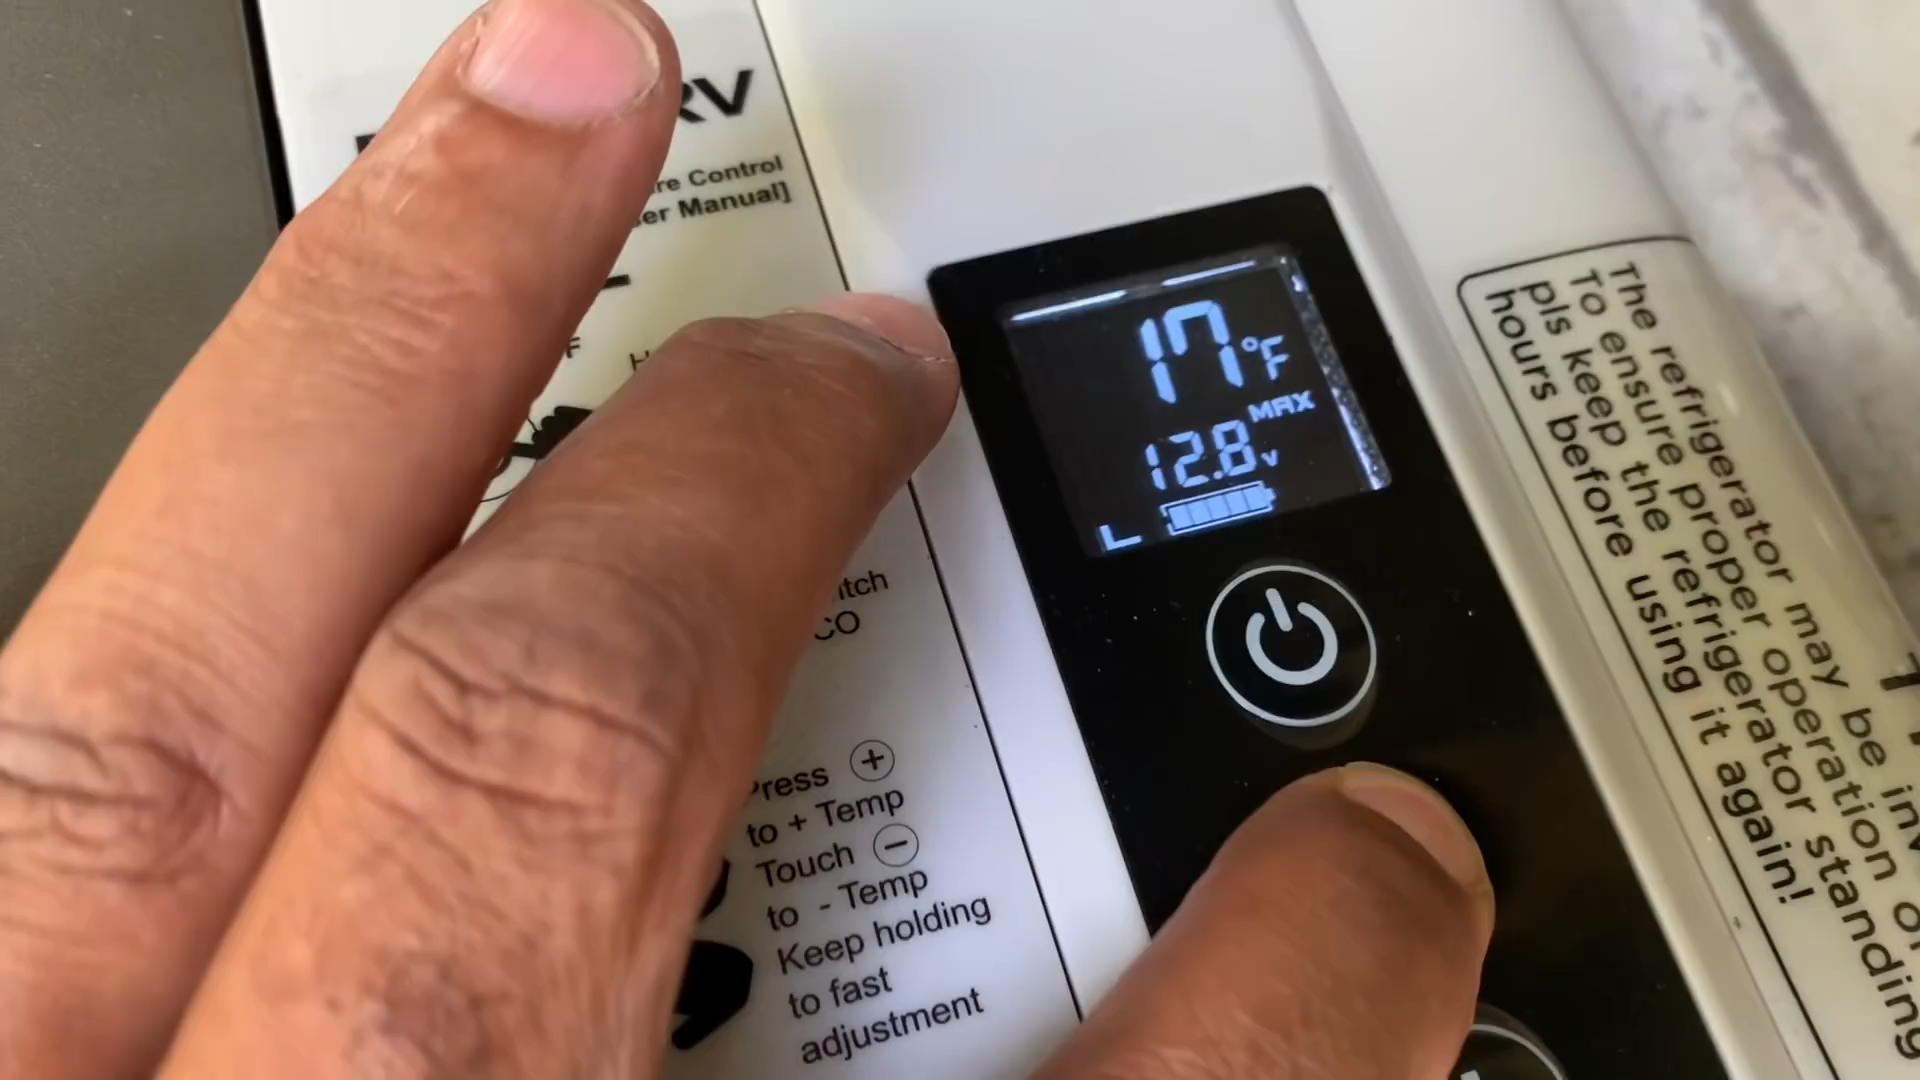 RV
re Control
er Manual]
F
H
itch
CO
Press +
to + Temp
Touch −
to - Temp
Keep holding
to fast
adjustment
17°F
MAX
12.8v
L
The refrigerator may be inv
To ensure proper operation of
pls keep the refrigerator standing
hours before using it again!